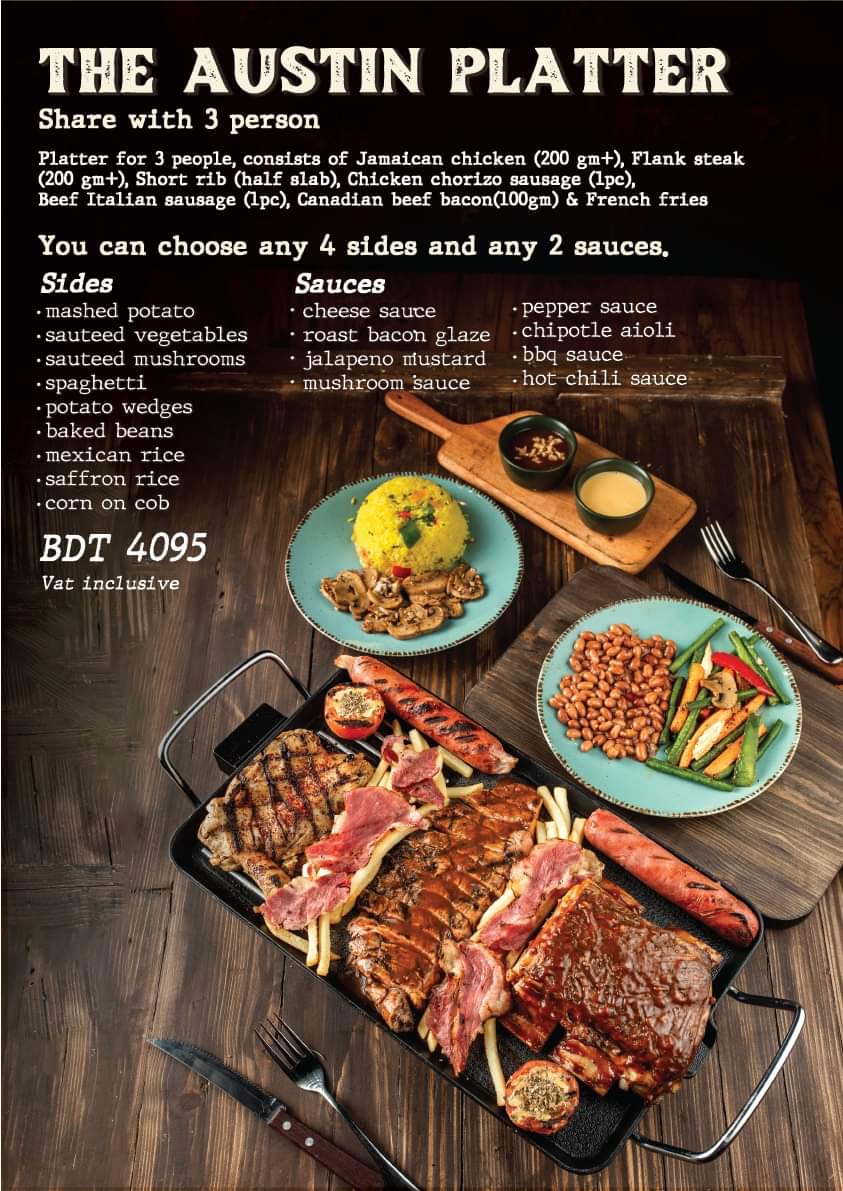 THE AUSTIN PLATTER
Share with 3 person
Platter for 3 people, consists of Jamaican chicken (200 gm+), Flank steak
(200 gm+), Short rib (half slab), Chicken chorizo sausage (1pc),
Beef Italian sausage (1pc), Canadian beef bacon(100gm) & French fries
You can choose any 4 sides and any 2 sauces.
Sides
· mashed potato
· sauteed vegetables
· sauteed mushrooms
· spaghetti
· potato wedges
· baked beans
· mexican rice
· saffron rice
· corn on cob
Sauces
· cheese sauce
· roast bacon glaze
· jalapeno mustard
· mushroom sauce
· pepper sauce
· chipotle aioli
· bbq sauce
· hot chili sauce
BDT 4095
Vat inclusive